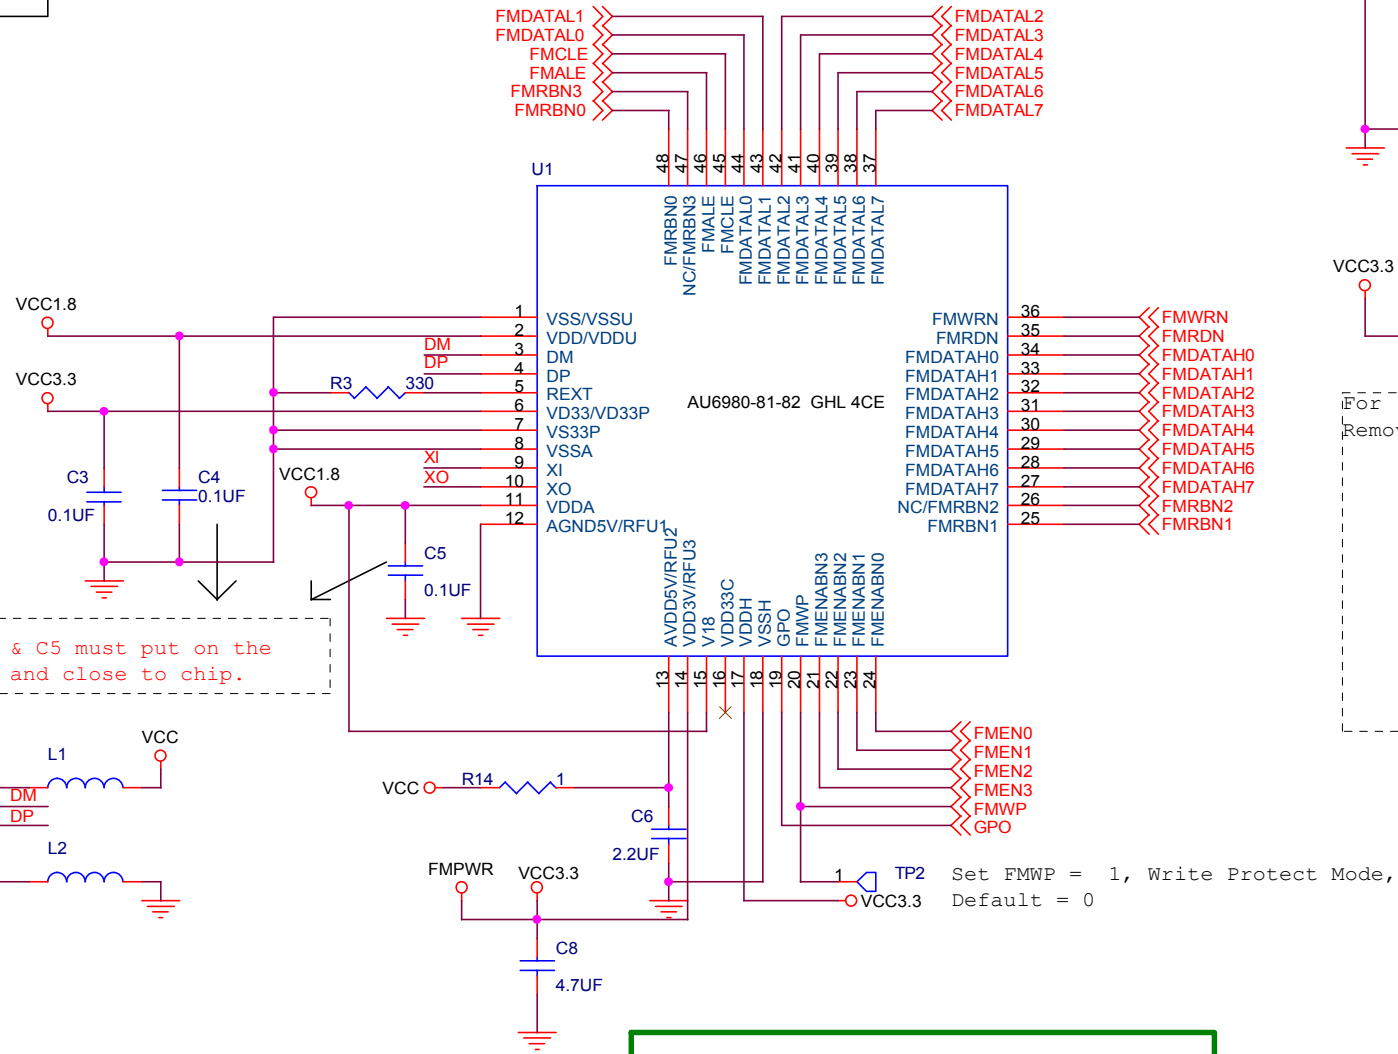 FMDATAL1
FMDATAL0
FMCLE
FMALE
FMRBN3
FMRBN0
FMDATAL2
FMDATAL3
FMDATAL4
FMDATAL5
FMDATAL6
FMDATAL7
U1
48
47
46
45
44
43
42
41
40
39
38
37
FMRBN0
NC/FMRBN3
FMALE
FMCLE
FMDATAL0
FMDATAL1
FMDATAL2
FMDATAL3
FMDATAL4
FMDATAL5
FMDATAL6
FMDATAL7
VCC1.8
VCC3.3
DM
DP
R3 330
XI
XO
1
2
3
4
5
6
7
8
9
10
11
12
VSS/VSSU
VDD/VDDU
DM
DP
REXT
VD33/VD33P
VS33P
VSSA
XI
XO
VDDA
AGND5V/RFU1
AU6980-81-82 GHL 4CE
FMWRN
FMRDN
FMDATAH0
FMDATAH1
FMDATAH2
FMDATAH3
FMDATAH4
FMDATAH5
FMDATAH6
FMDATAH7
NC/FMRBN2
FMRBN1
36
35
34
33
32
31
30
29
28
27
26
25
FMWRN
FMRDN
FMDATAH0
FMDATAH1
FMDATAH2
FMDATAH3
FMDATAH4
FMDATAH5
FMDATAH6
FMDATAH7
FMRBN2
FMRBN1
VCC3.3
For
Remov
C3
0.1UF
C4
0.1UF
VCC1.8
C5
0.1UF
& C5 must put on the
and close to chip.
AVDD5V/RFU2
VDD3V/RFU3
V18
VDD33C
VDDH
VSSH
GPO
FMWP
FMENABN3
FMENABN2
FMENABN1
FMENABN0
13
14
15
16
17
18
19
20
21
22
23
24
FMEN0
FMEN1
FMEN2
FMEN3
FMWP
GPO
L1
VCC
DM
DP
L2
VCC
R14 1
C6
2.2UF
FMPWR
VCC3.3
C8
4.7UF
1
TP2
VCC3.3
Set FMWP = 1, Write Protect Mode,
Default = 0